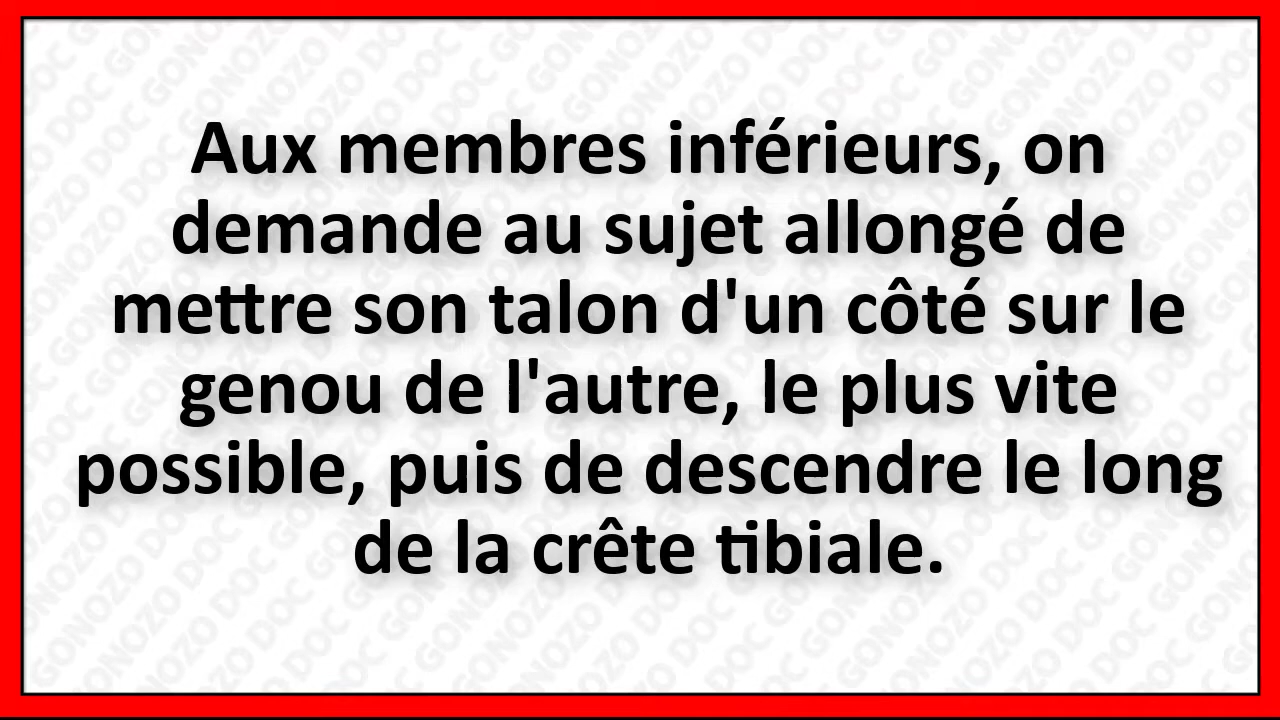 Aux membres inférieurs, on
demande au sujet allongé de
mettre son talon d'un côté sur le
genou de l'autre, le plus vite
possible, puis de descendre le long
de la crête tibiale.